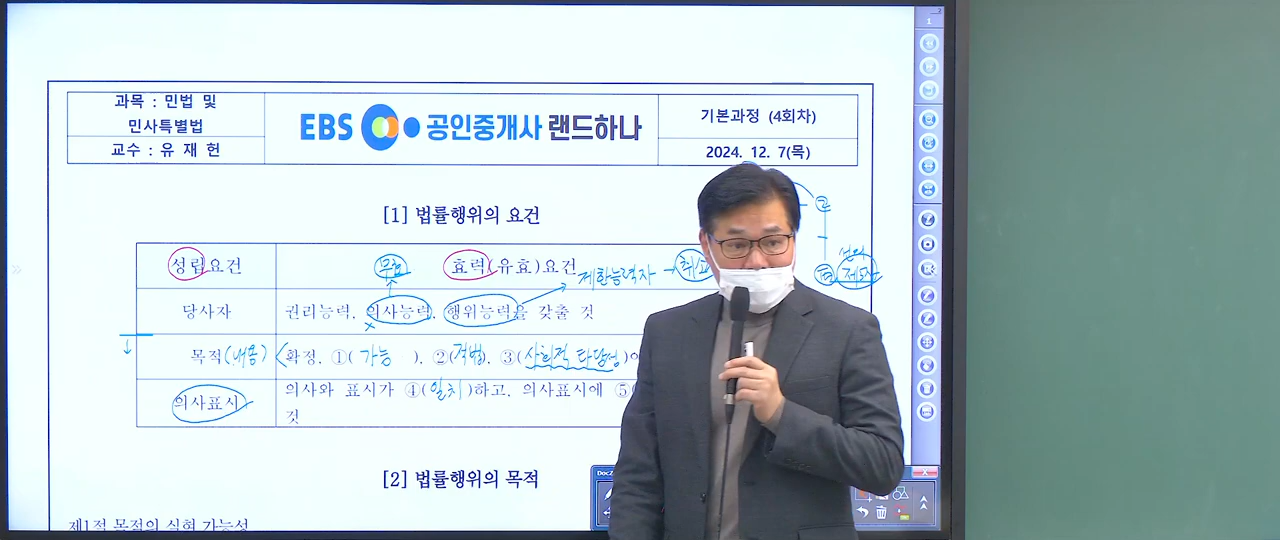 과목 : 민법 및
민사특별법
교수 : 유 재 헌
EBS 공인중개사 랜드하나
기본과정 (4회차)
2024. 12. 7(목)
[1] 법률행위의 요건
성립요건
무효
효력(유효)요건
제한능력자 → 취소
당사자
권리능력, 의사능력, 행위능력을 갖출 것
목적(내용)
확정, ①( 가능 ), ②(적법), ③(사회적 타당성)
의사표시
의사와 표시가 ④(일치)하고, 의사표시에 ⑤(
것
[2] 법률행위의 목적
제1절 목적의 실현 가능성
1